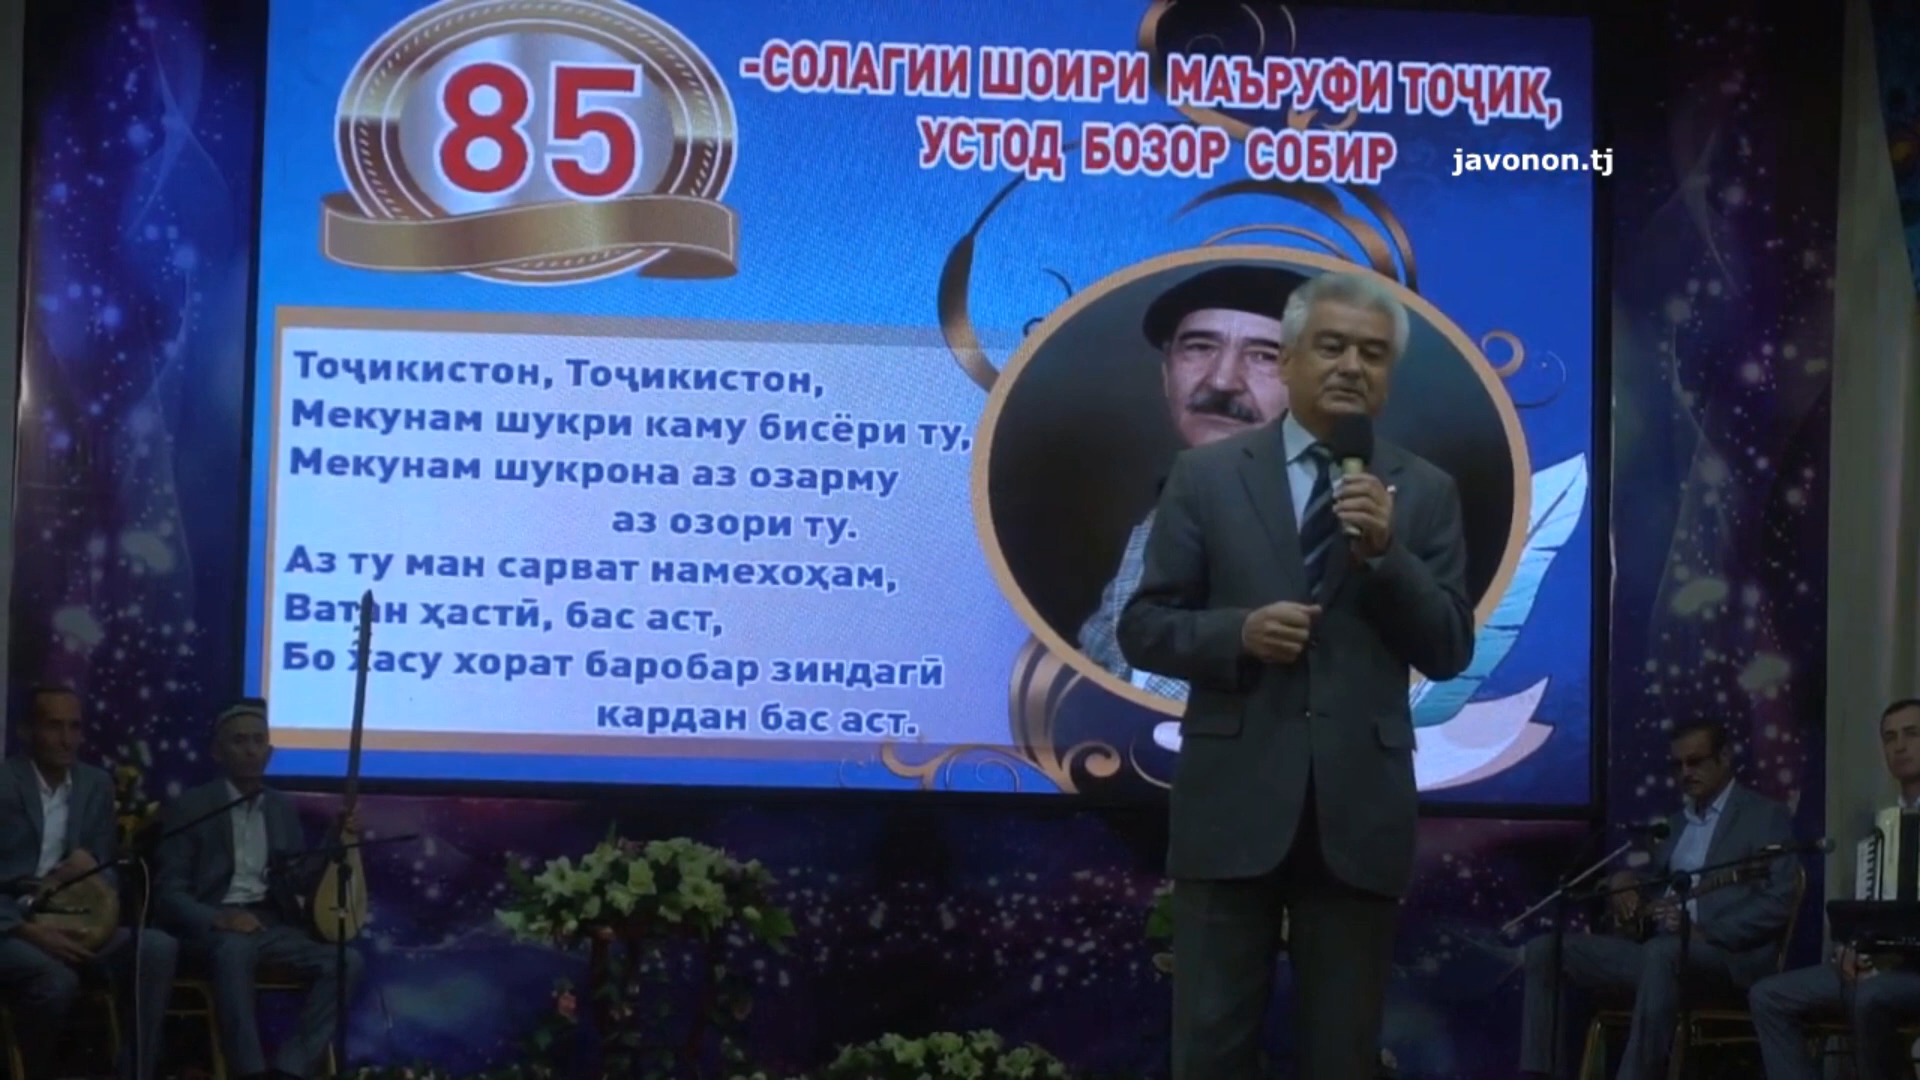 85
-СОЛАГИИ ШОИРИ МАЪРУФИ ТОҶИК,
УСТОД БОЗОР СОБИР
javonon.tj
Тоҷикистон, Тоҷикистон,
Мекунам шукри каму бисёри ту,
Мекунам шукрона аз озарму
аз озори ту.
Аз ту ман сарват намехоҳам,
Ватан ҳастӣ, бас аст,
Бо хасу хорат баробар зиндагӣ
кардан бас аст.